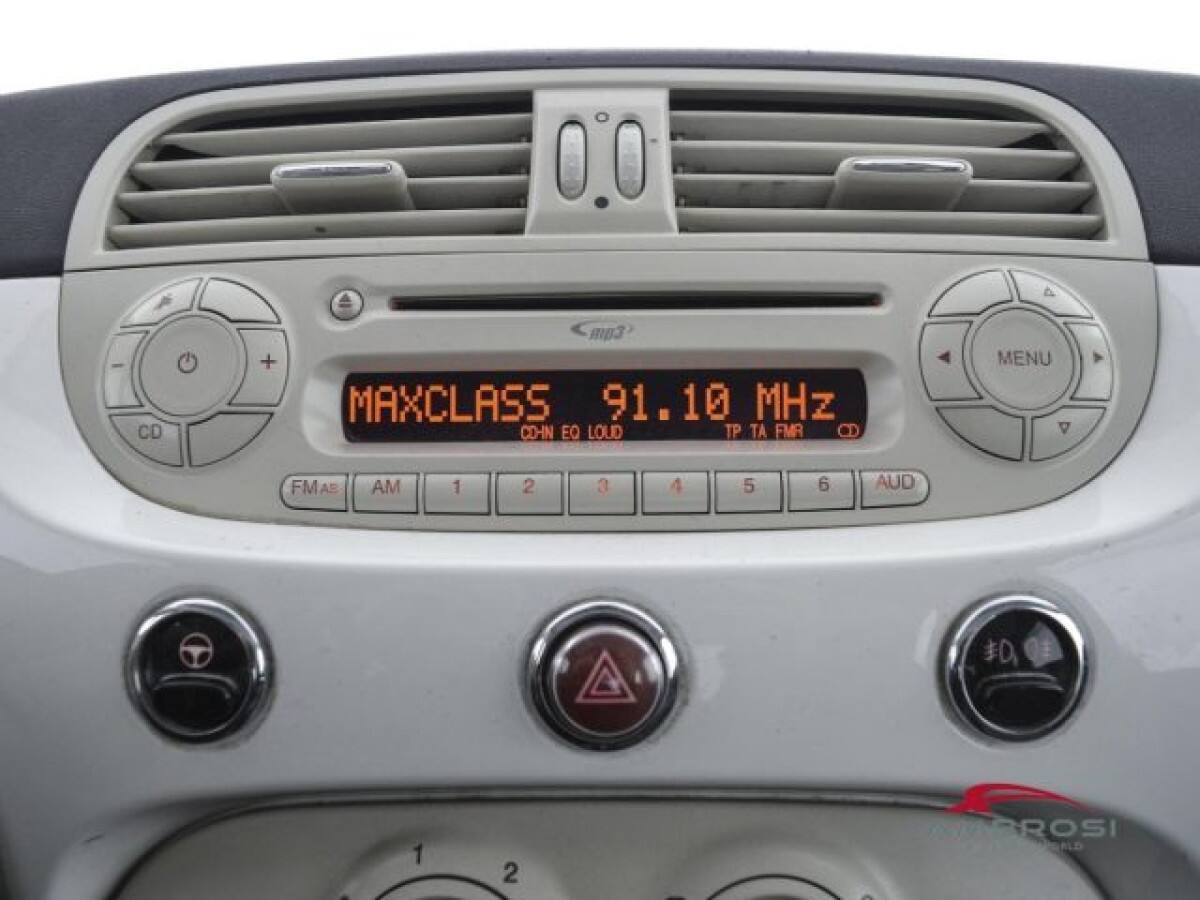 mp3
MAXCLASS 91.10 MHz
CD-IN EQ LOUD TP TA FMR CD
CD
MENU
FM AS AM 1 2 3 4 5 6 AUD
AMBROSI
1
2